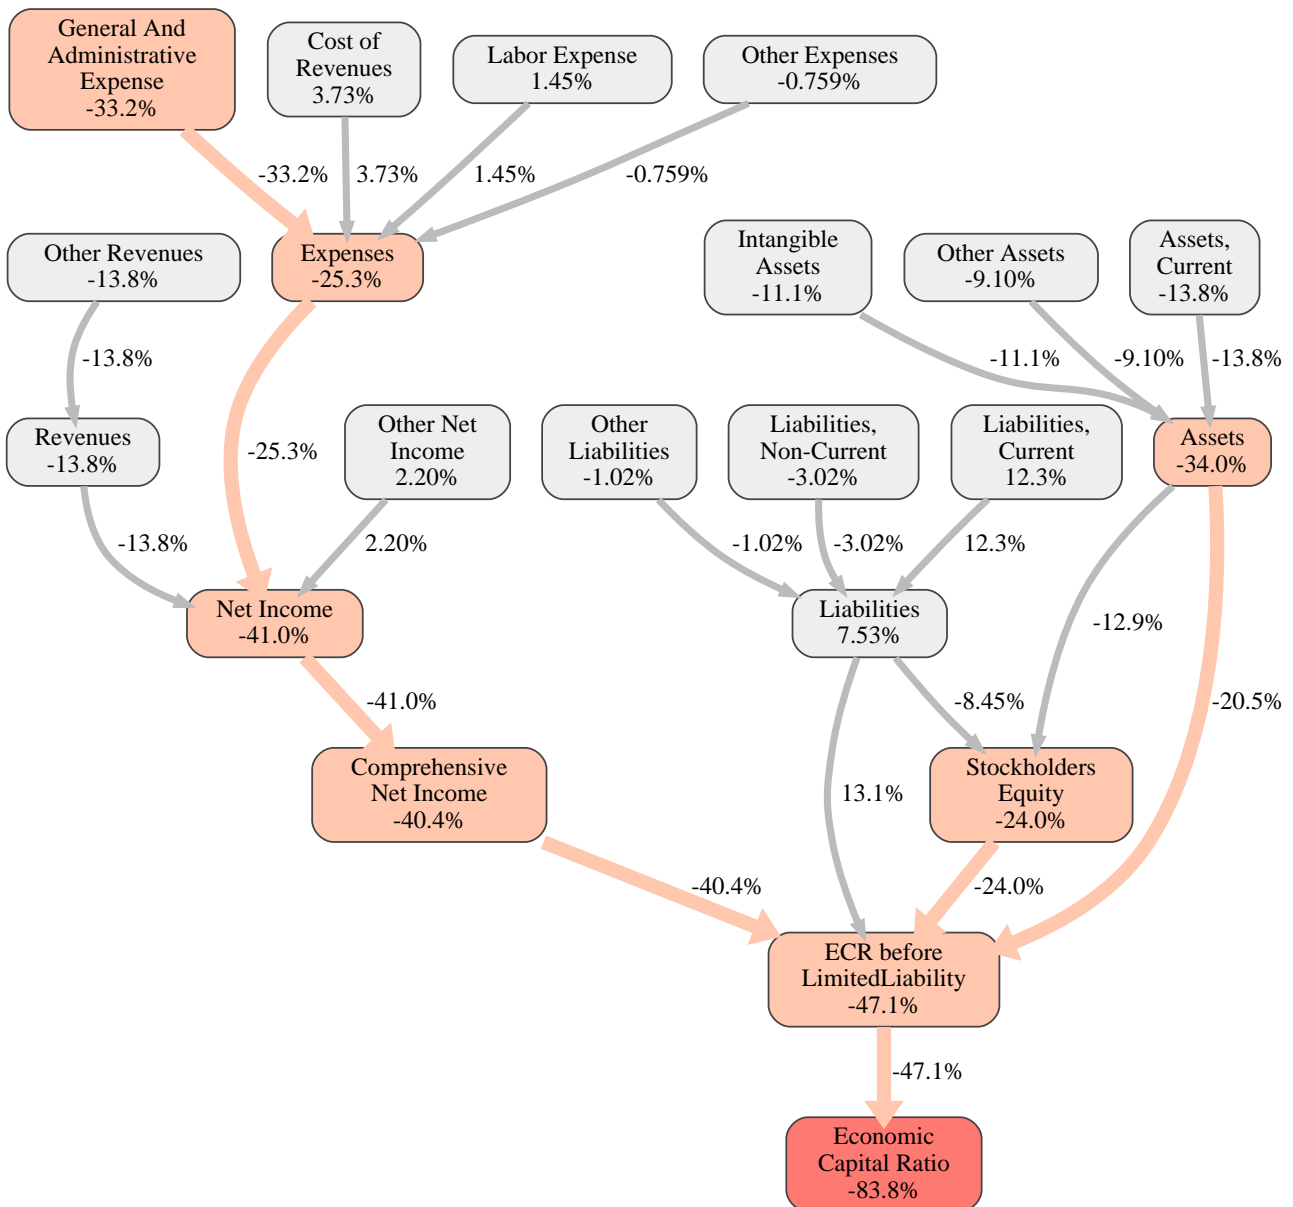 General And
Administrative
Expense
-33.2%
Cost of
Revenues
3.73%
Labor Expense
1.45%
Other Expenses
-0.759%
-33.2%
3.73%
1.45%
-0.759%
Other Revenues
-13.8%
Expenses
-25.3%
Intangible
Assets
-11.1%
Other Assets
-9.10%
Assets,
Current
-13.8%
-13.8%
-11.1%
-9.10%
-13.8%
Revenues
-13.8%
-25.3%
Other Net
Income
2.20%
Other
Liabilities
-1.02%
Liabilities,
Non-Current
-3.02%
Liabilities,
Current
12.3%
Assets
-34.0%
-13.8%
2.20%
-1.02%
-3.02%
12.3%
Net Income
-41.0%
Liabilities
7.53%
-12.9%
-41.0%
-8.45%
-20.5%
Comprehensive
Net Income
-40.4%
13.1%
Stockholders
Equity
-24.0%
-40.4%
-24.0%
ECR before
LimitedLiability
-47.1%
-47.1%
Economic
Capital Ratio
-83.8%